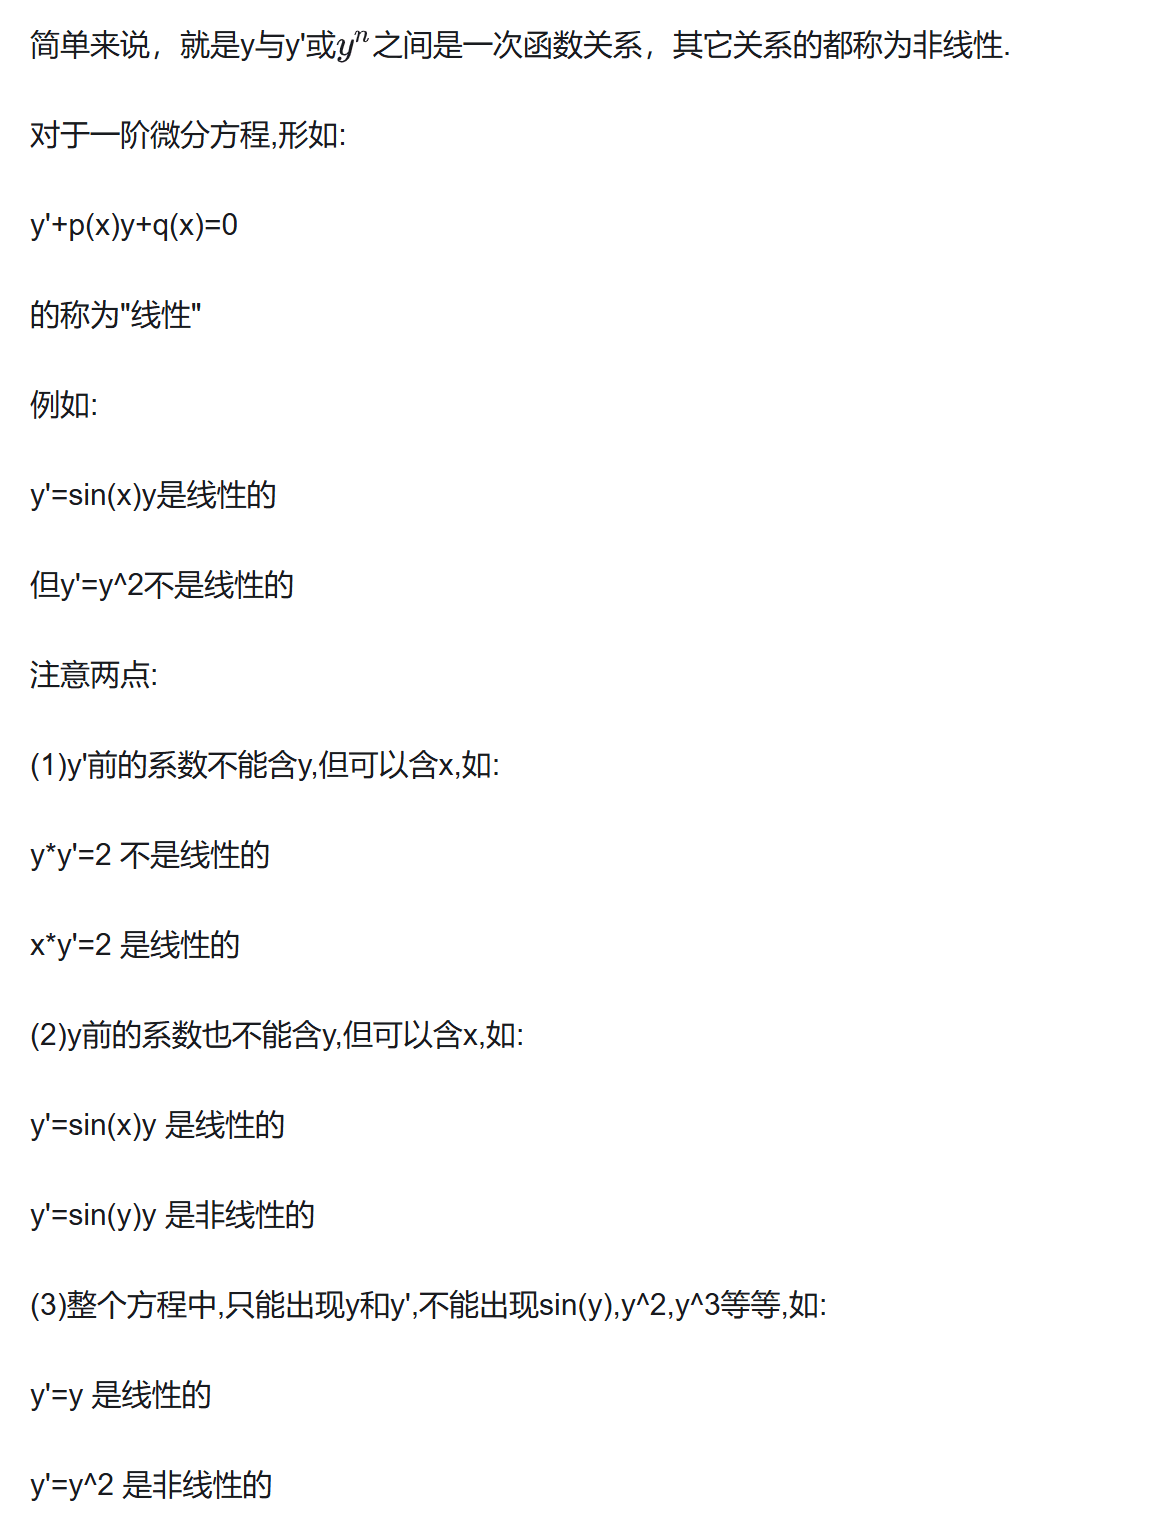 简单来说，就是y与y'或yⁿ之间是一次函数关系，其它关系的都称为非线性.
对于一阶微分方程,形如:
y'+p(x)y+q(x)=0
的称为"线性"
例如:
y'=sin(x)y是线性的
但y'=y^2不是线性的
注意两点:
(1)y'前的系数不能含y,但可以含x,如:
y*y'=2 不是线性的
x*y'=2 是线性的
(2)y前的系数也不能含y,但可以含x,如:
y'=sin(x)y 是线性的
y'=sin(y)y 是非线性的
(3)整个方程中,只能出现y和y',不能出现sin(y),y^2,y^3等等,如:
y'=y 是线性的
y'=y^2 是非线性的